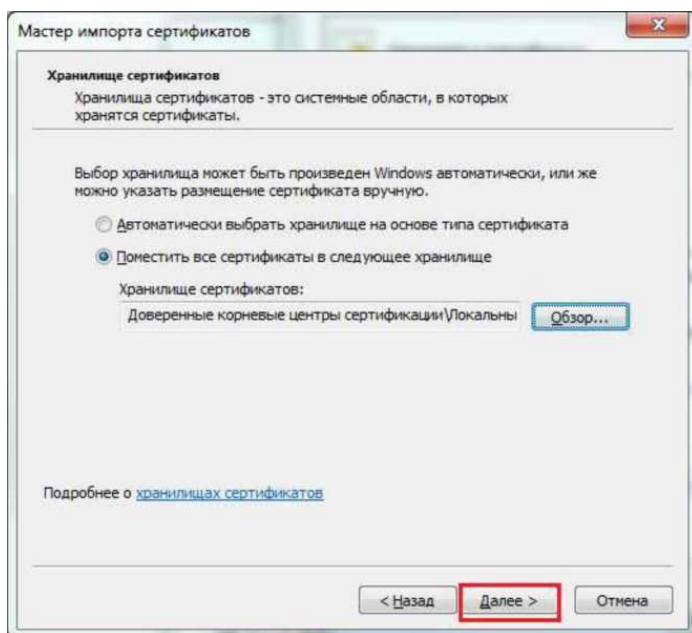 Мастер импорта сертификатов
Хранилище сертификатов
Хранилища сертификатов - это системные области, в которых
хранятся сертификаты.
Выбор хранилища может быть произведен Windows автоматически, или же
можно указать размещение сертификата вручную.
Автоматически выбрать хранилище на основе типа сертификата
Поместить все сертификаты в следующее хранилище
Хранилище сертификатов:
Доверенные корневые центры сертификации\Локальны
Обзор...
Подробнее о хранилищах сертификатов
< Назад Далее > Отмена